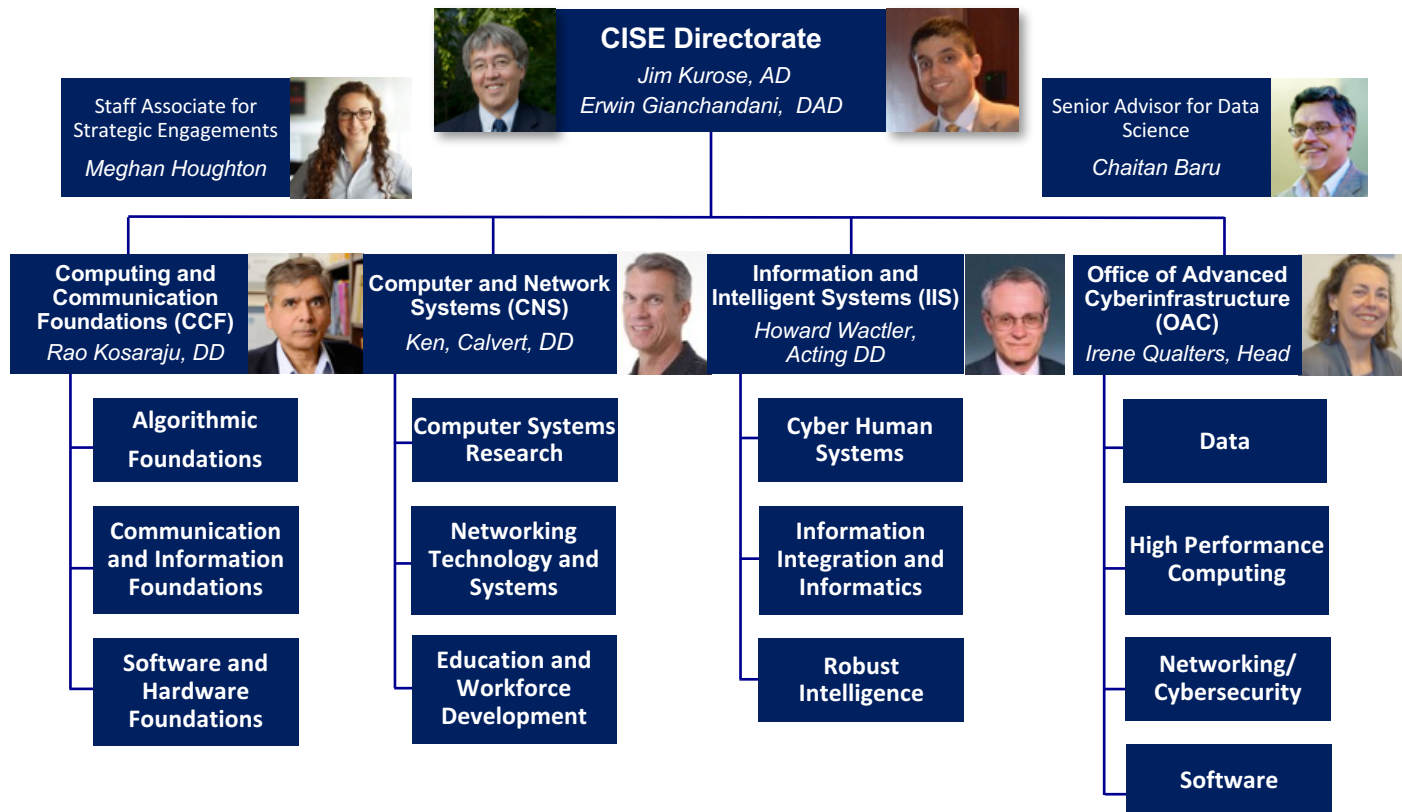 CISE Directorate
Jim Kurose, AD
Erwin Gianchandani, DAD
Staff Associate for
Strategic Engagements
Meghan Houghton
Senior Advisor for Data
Science
Chaitan Baru
Computing and
Communication
Foundations (CCF)
Rao Kosaraju, DD
Computer and Network
Systems (CNS)
Ken, Calvert, DD
Information and
Intelligent Systems (IIS)
Howard Wactler,
Acting DD
Office of Advanced
Cyberinfrastructure
(OAC)
Irene Qualters, Head
Algorithmic
Foundations
Communication
and Information
Foundations
Software and
Hardware
Foundations
Computer Systems
Research
Networking
Technology and
Systems
Education and
Workforce
Development
Cyber Human
Systems
Information
Integration and
Informatics
Robust
Intelligence
Data
High Performance
Computing
Networking/
Cybersecurity
Software